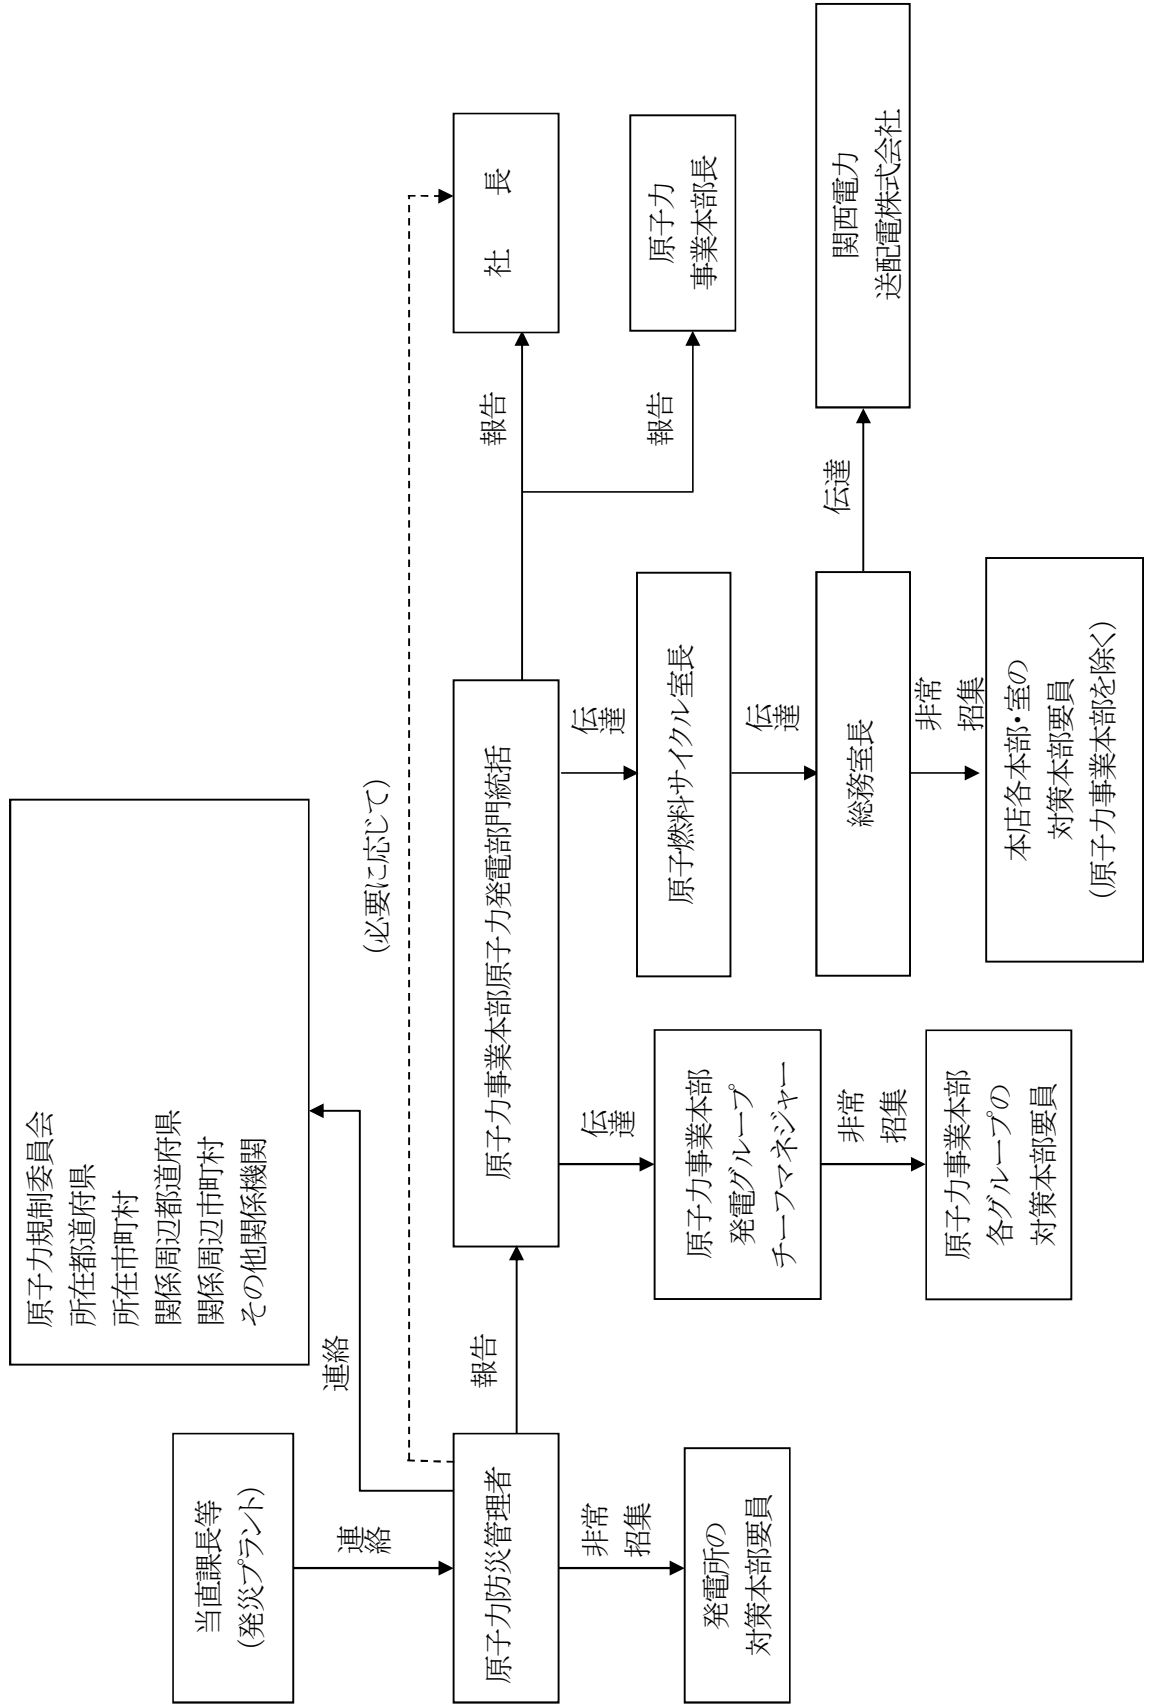 当直課長等
(発災プラント)
連絡
原子力防災管理者
非常
招集
発電所の
対策本部要員
連絡
原子力規制委員会
所在都道府県
所在市町村
関係周辺都道府県
関係周辺市町村
その他関係機関
(必要に応じて)
報告
原子力事業本部原子力発電部門統括
伝達
原子力事業本部
発電グループ
チーフマネジャー
非常
招集
原子力事業本部
各グループの
対策本部要員
伝達
原子燃料サイクル室長
伝達
総務室長
非常
招集
本店各本部・室の
対策本部要員
(原子力事業本部を除く)
報告
社　長
報告
原子力
事業本部長
伝達
関西電力
送配電株式会社